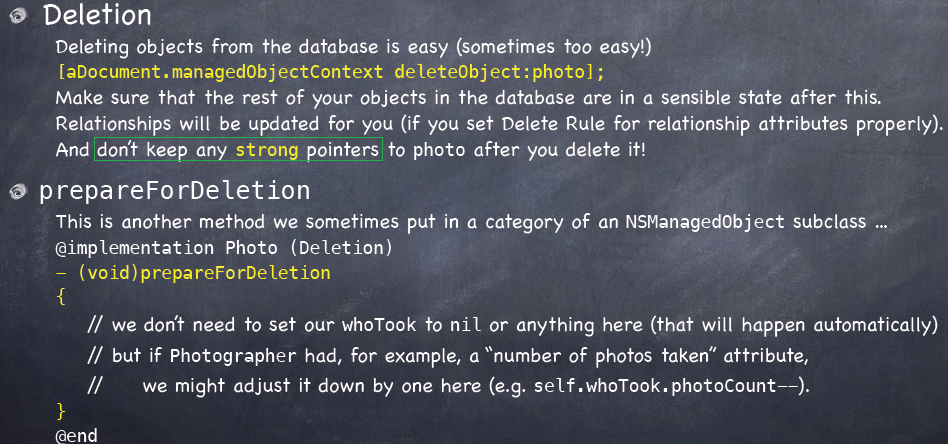 Deletion
Deleting objects from the database is easy (sometimes too easy!)
[aDocument.managedObjectContext deleteObject:photo];
Make sure that the rest of your objects in the database are in a sensible state after this.
Relationships will be updated for you (if you set Delete Rule for relationship attributes properly).
And don't keep any strong pointers to photo after you delete it!
prepareForDeletion
This is another method we sometimes put in a category of an NSManagedObject subclass ...
@implementation Photo (Deletion)
– (void)prepareForDeletion
{
// we don't need to set our whoTook to nil or anything here (that will happen automatically)
// but if Photographer had, for example, a “number of photos taken” attribute,
// we might adjust it down by one here (e.g. self.whoTook.photoCount--).
}
@end